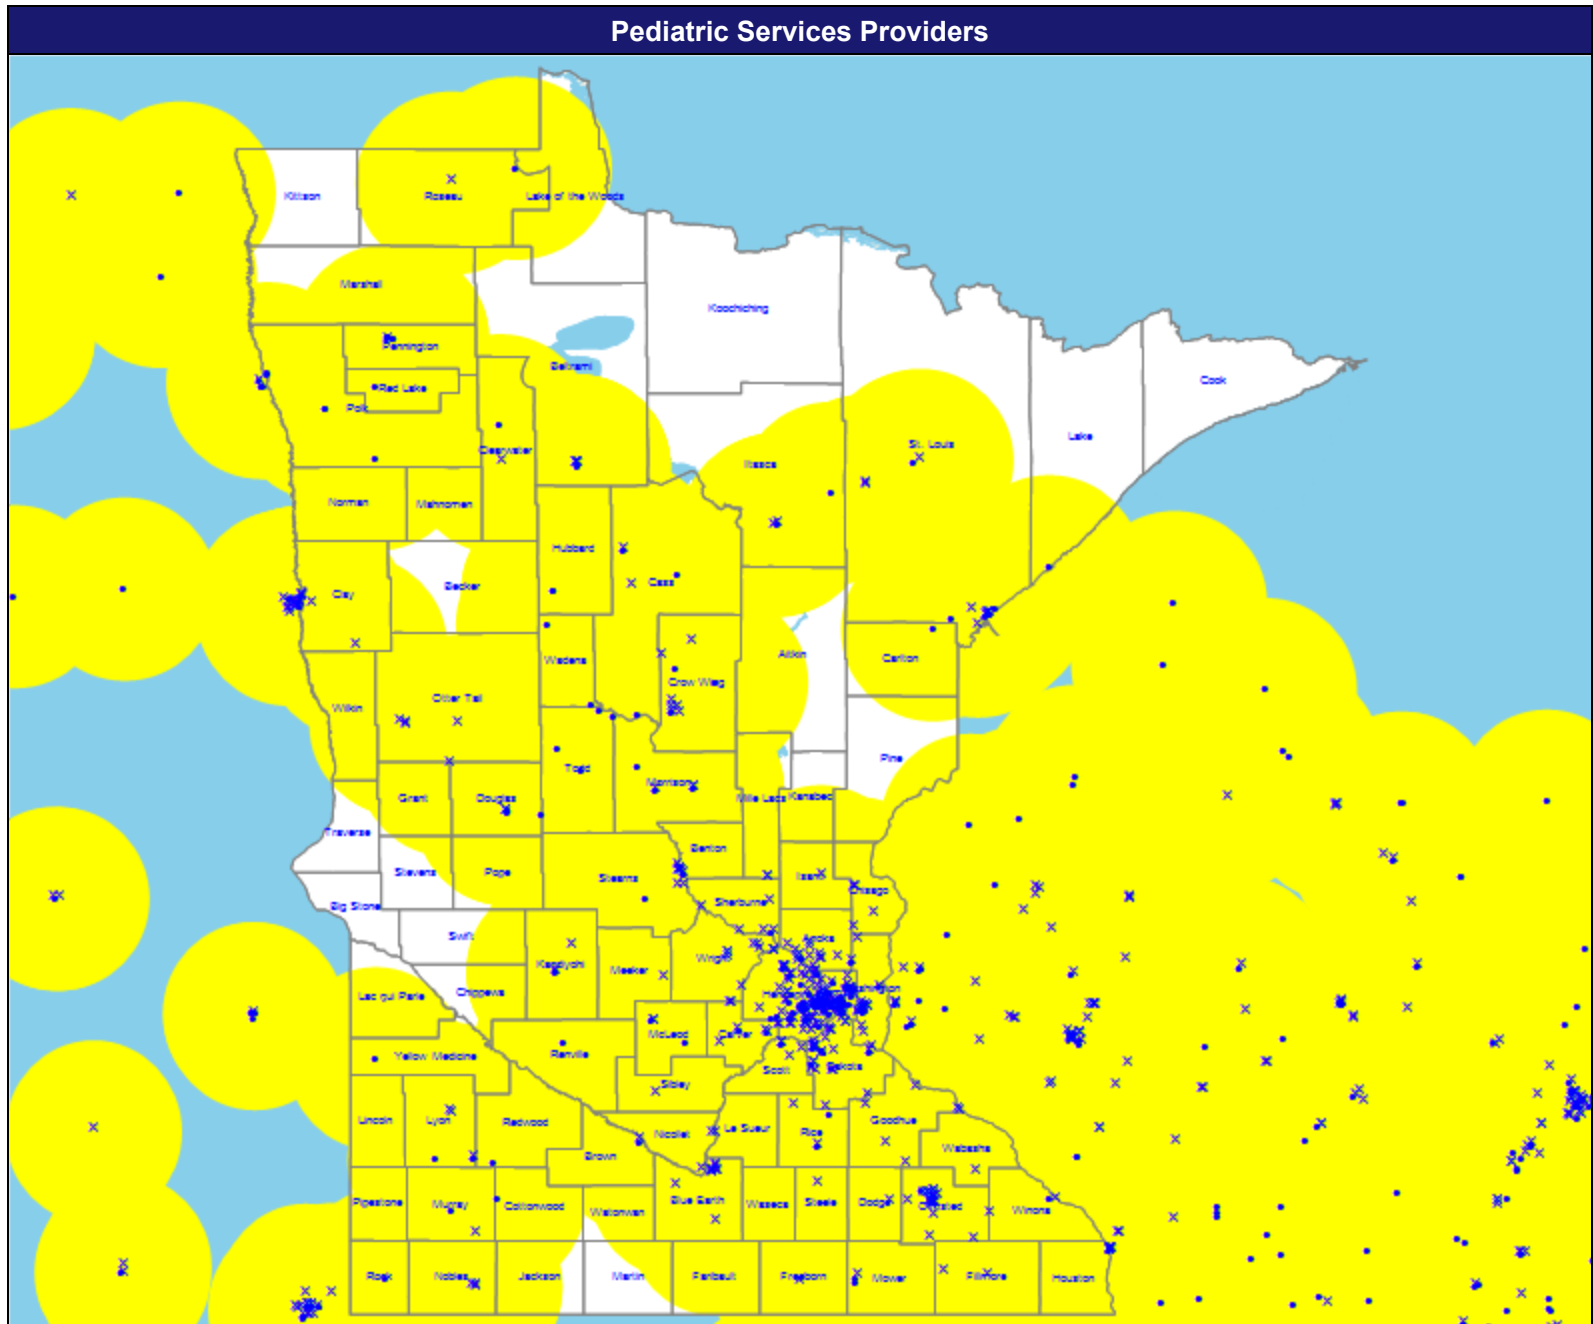 Pediatric Services Providers
Kittson
Roseau
Lake of the Woods
Marshall
Koochiching
Pennington
Beltrami
Red Lake
Cook
Polk
Lake
St. Louis
Clearwater
Itasca
Norman
Mahnomen
Hubbard
Cass
Becker
Clay
Aitkin
Carlton
Wadena
Crow Wing
Otter Tail
Wilkin
Pine
Todd
Morrison
Grant
Douglas
Mille Lacs
Kanabec
Traverse
Benton
Stevens
Pope
Stearns
Isanti
Chisago
Sherburne
Big Stone
Swift
Anoka
Kandiyohi
Meeker
Wright
Chippewa
Lac qui Parle
McLeod
Carver
Renville
Yellow Medicine
Scott
Dakota
Sibley
Lincoln
Lyon
Redwood
Nicollet
Le Sueur
Rice
Goodhue
Wabasha
Brown
Pipestone
Murray
Cottonwood
Watonwan
Blue Earth
Waseca
Steele
Dodge
Olmsted
Winona
Rock
Nobles
Jackson
Martin
Faribault
Freeborn
Mower
Fillmore
Houston